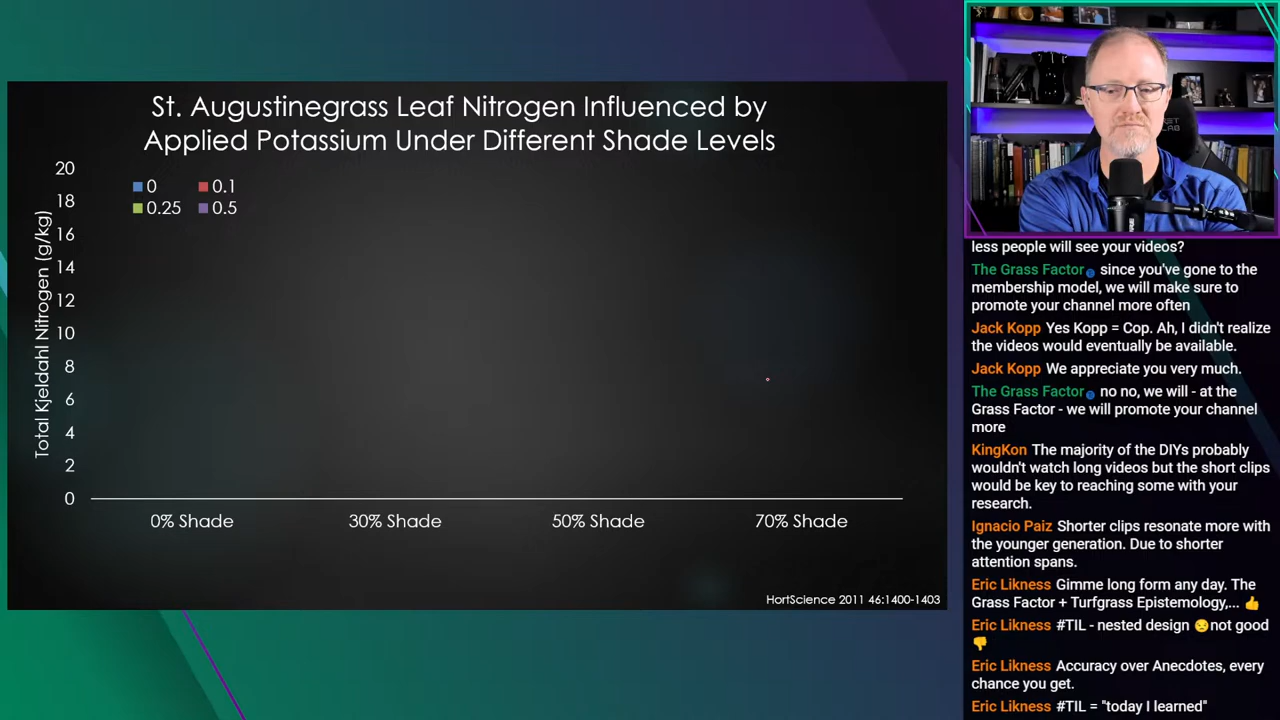 St. Augustinegrass Leaf Nitrogen Influenced by
Applied Potassium Under Different Shade Levels
Total Kjeldahl Nitrogen (g/kg)
20
18
16
14
12
10
8
6
4
2
0
0 0.1
0.25 0.5
0% Shade 30% Shade 50% Shade 70% Shade
HortScience 2011 46:1400-1403
less people will see your videos?
The Grass Factor since you've gone to the
membership model, we will make sure to
promote your channel more often
Jack Kopp Yes Kopp = Cop. Ah, I didn't realize
the videos would eventually be available.
Jack Kopp We appreciate you very much.
The Grass Factor no no, we will - at the
Grass Factor - we will promote your channel
more
KingKon The majority of the DIYs probably
wouldn't watch long videos but the short clips
would be key to reaching some with your
research.
Ignacio Paiz Shorter clips resonate more with
the younger generation. Due to shorter
attention spans.
Eric Likness Gimme long form any day. The
Grass Factor + Turfgrass Epistemology,... 👍
Eric Likness #TIL - nested design 😟not good
👎
Eric Likness Accuracy over Anecdotes, every
chance you get.
Eric Likness #TIL = "today I learned"